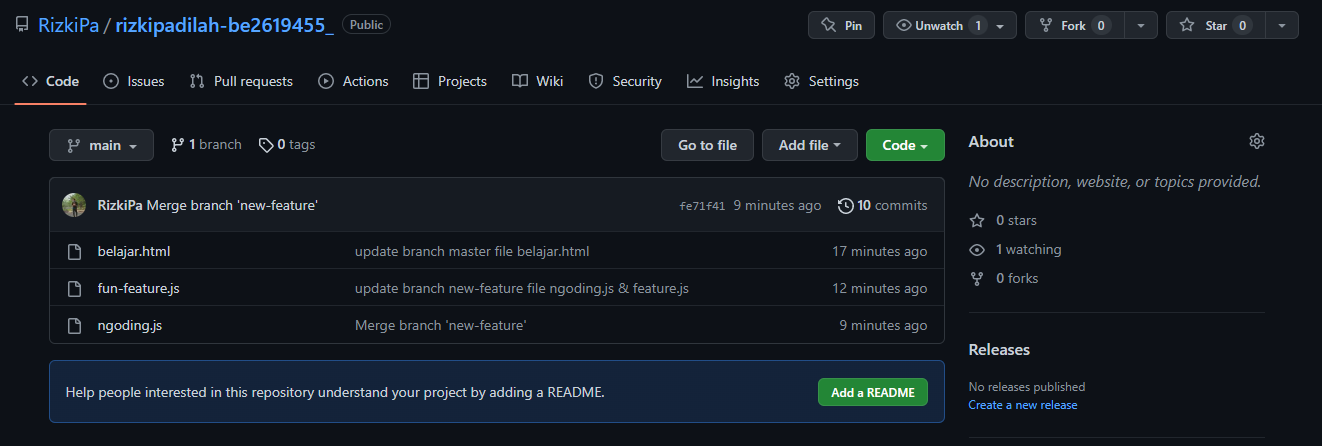 RizkiPa / rizkipadilah-be2619455_ Public
Pin Unwatch 1 Fork 0 Star 0
Code Issues Pull requests Actions Projects Wiki Security Insights Settings
main 1 branch 0 tags Go to file Add file Code
RizkiPa Merge branch 'new-feature' fe71f41 9 minutes ago 10 commits
belajar.html update branch master file belajar.html 17 minutes ago
fun-feature.js update branch new-feature file ngoding.js & feature.js 12 minutes ago
ngoding.js Merge branch 'new-feature' 9 minutes ago
Help people interested in this repository understand your project by adding a README. Add a README
About
No description, website, or topics provided.
0 stars
1 watching
0 forks
Releases
No releases published
Create a new release